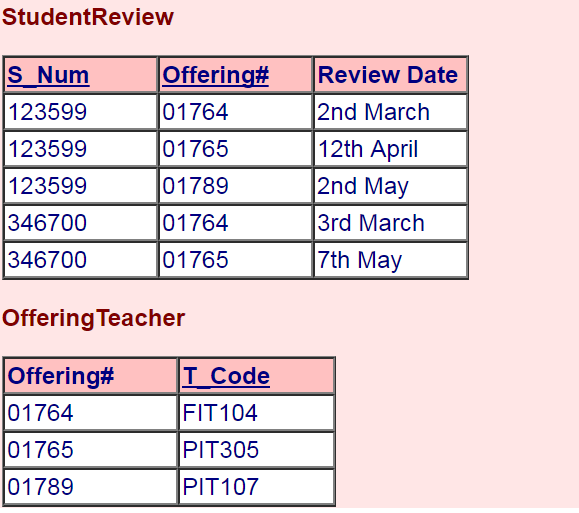 StudentReview
S_Num Offering# Review Date
123599 01764 2nd March
123599 01765 12th April
123599 01789 2nd May
346700 01764 3rd March
346700 01765 7th May
OfferingTeacher
Offering# T_Code
01764 FIT104
01765 PIT305
01789 PIT107